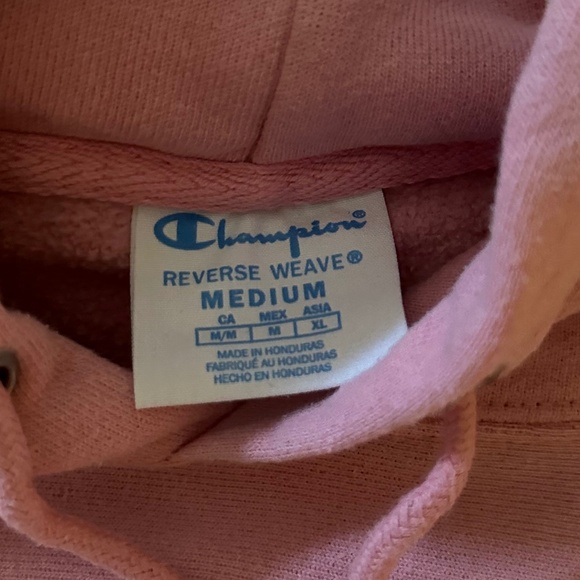 Champion®
REVERSE WEAVE®
MEDIUM
CA MEX ASIA
M/M M XL
MADE IN HONDURAS
FABRIQUÉ AU HONDURAS
HECHO EN HONDURAS